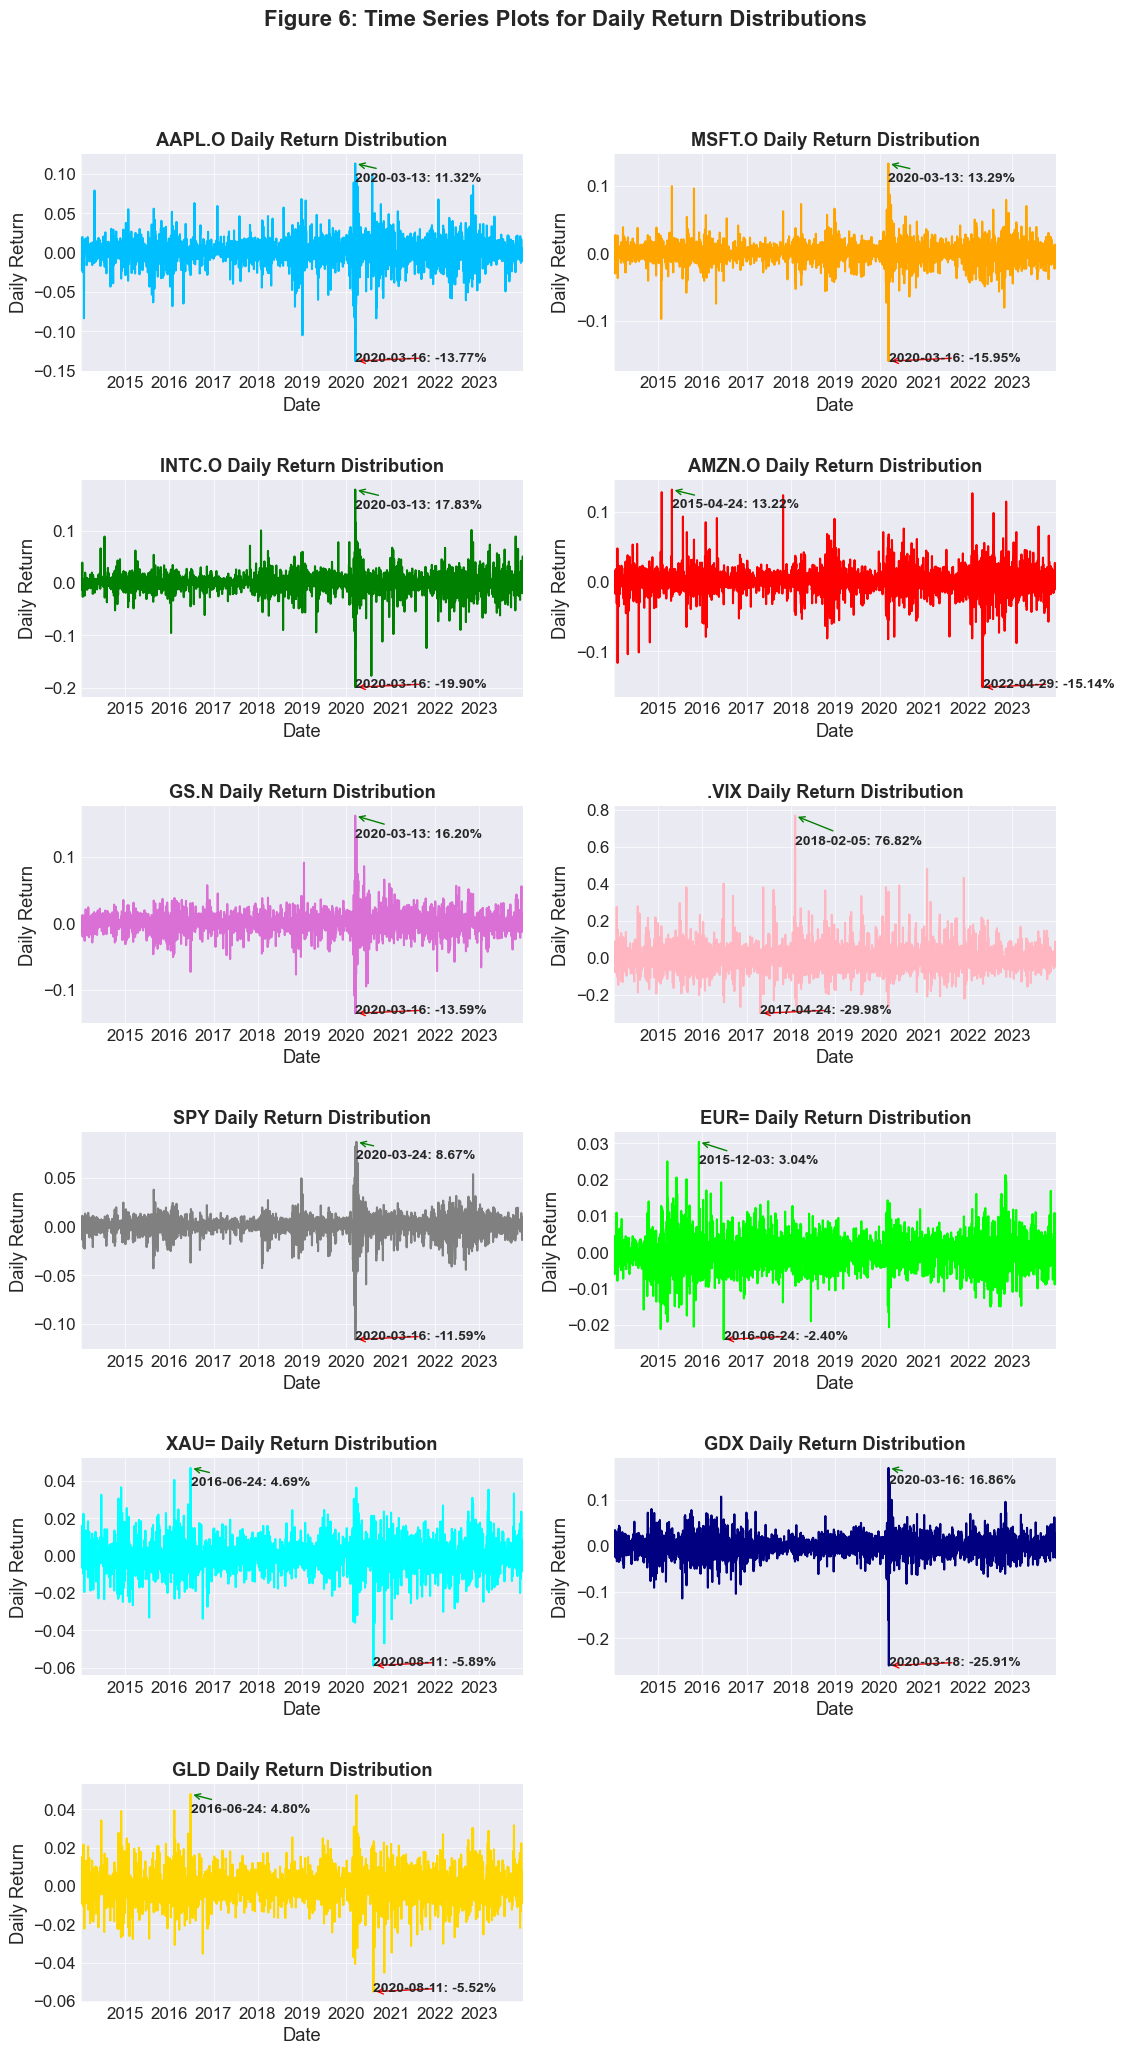 Figure 6: Time Series Plots for Daily Return Distributions
AAPL.O Daily Return Distribution
Daily Return
0.10
0.05
0.00
−0.05
−0.10
−0.15
2020-03-13: 11.32%
2020-03-16: -13.77%
2015 2016 2017 2018 2019 2020 2021 2022 2023
Date
MSFT.O Daily Return Distribution
Daily Return
0.1
0.0
−0.1
2020-03-13: 13.29%
2020-03-16: -15.95%
2015 2016 2017 2018 2019 2020 2021 2022 2023
Date
INTC.O Daily Return Distribution
Daily Return
0.1
0.0
−0.1
−0.2
2020-03-13: 17.83%
2020-03-16: -19.90%
2015 2016 2017 2018 2019 2020 2021 2022 2023
Date
AMZN.O Daily Return Distribution
Daily Return
0.1
0.0
−0.1
2015-04-24: 13.22%
2022-04-29: -15.14%
2015 2016 2017 2018 2019 2020 2021 2022 2023
Date
GS.N Daily Return Distribution
Daily Return
0.1
0.0
−0.1
2020-03-13: 16.20%
2020-03-16: -13.59%
2015 2016 2017 2018 2019 2020 2021 2022 2023
Date
.VIX Daily Return Distribution
Daily Return
0.8
0.6
0.4
0.2
0.0
−0.2
2018-02-05: 76.82%
2017-04-24: -29.98%
2015 2016 2017 2018 2019 2020 2021 2022 2023
Date
SPY Daily Return Distribution
Daily Return
0.05
0.00
−0.05
−0.10
2020-03-24: 8.67%
2020-03-16: -11.59%
2015 2016 2017 2018 2019 2020 2021 2022 2023
Date
EUR= Daily Return Distribution
Daily Return
0.03
0.02
0.01
0.00
−0.01
−0.02
2015-12-03: 3.04%
2016-06-24: -2.40%
2015 2016 2017 2018 2019 2020 2021 2022 2023
Date
XAU= Daily Return Distribution
Daily Return
0.04
0.02
0.00
−0.02
−0.04
−0.06
2016-06-24: 4.69%
2020-08-11: -5.89%
2015 2016 2017 2018 2019 2020 2021 2022 2023
Date
GDX Daily Return Distribution
Daily Return
0.1
0.0
−0.1
−0.2
2020-03-16: 16.86%
2020-03-18: -25.91%
2015 2016 2017 2018 2019 2020 2021 2022 2023
Date
GLD Daily Return Distribution
Daily Return
0.04
0.02
0.00
−0.02
−0.04
−0.06
2016-06-24: 4.80%
2020-08-11: -5.52%
2015 2016 2017 2018 2019 2020 2021 2022 2023
Date